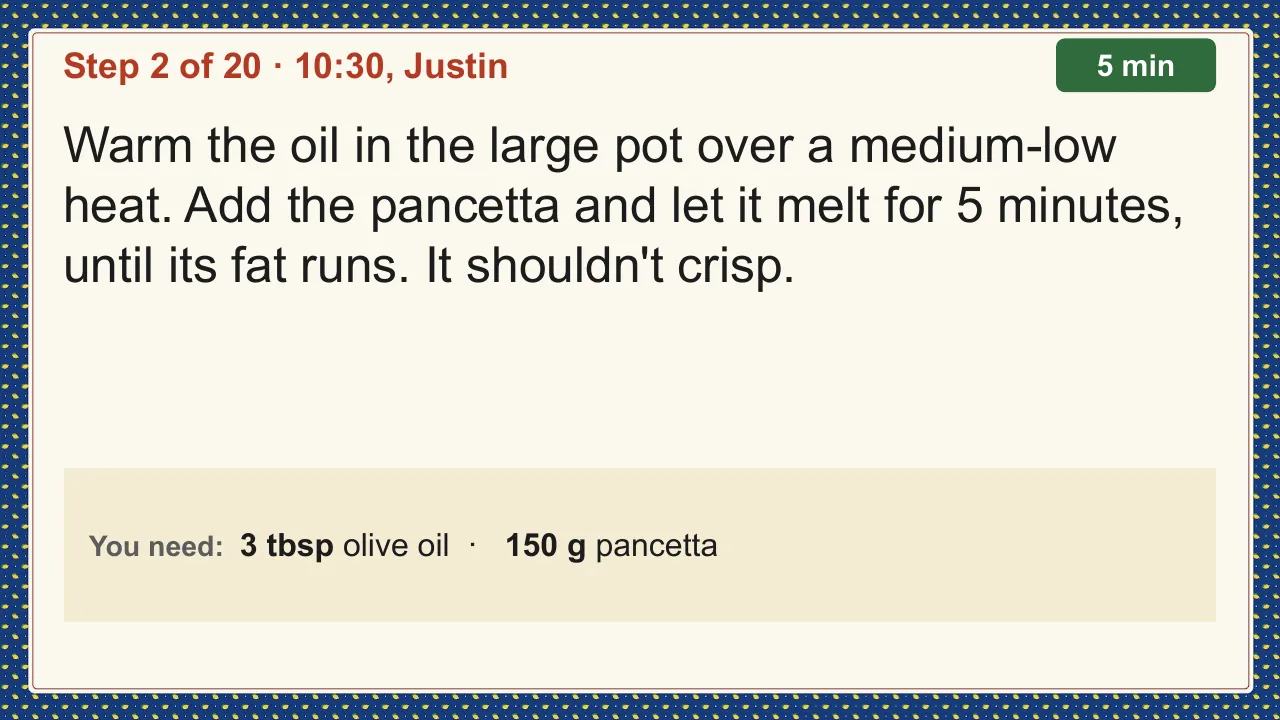 Step 2 of 20 · 10:30, Justin
5 min
Warm the oil in the large pot over a medium-low
heat. Add the pancetta and let it melt for 5 minutes,
until its fat runs. It shouldn't crisp.
You need: 3 tbsp olive oil · 150 g pancetta